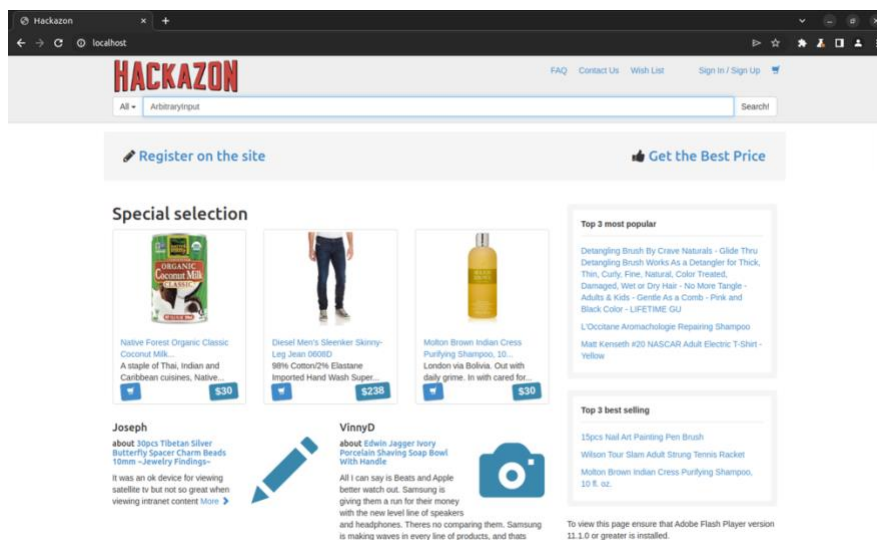 Hackazon
localhost
HACKAZON
FAQ Contact Us Wish List Sign In / Sign Up
All ArbitraryInput Search!
Register on the site
Get the Best Price
Special selection
ORGANIC
Coconut Milk
CLASSIC
Native Forest Organic Classic
Coconut Milk...
A staple of Thai, Indian and
Caribbean cuisines, Native...
$30
Diesel Men's Sleenker Skinny-
Leg Jean 0608D
98% Cotton/2% Elastane
Imported Hand Wash Super...
$238
Molton Brown Indian Cress
Purifying Shampoo, 10...
London via Bolivia. Out with
daily grime. In with cared for...
$30
Top 3 most popular
Detangling Brush By Crave Naturals - Glide Thru
Detangling Brush Works As a Detangler for Thick,
Thin, Curly, Fine, Natural, Color Treated,
Damaged, Wet or Dry Hair - No More Tangle -
Adults & Kids - Gentle As a Comb - Pink and
Black Color - LIFETIME GU
L'Occitane Aromachologie Repairing Shampoo
Matt Kenseth #20 NASCAR Adult Electric T-Shirt -
Yellow
Top 3 best selling
15pcs Nail Art Painting Pen Brush
Wilson Tour Slam Adult Strung Tennis Racket
Molton Brown Indian Cress Purifying Shampoo,
10 fl. oz.
Joseph
about 30pcs Tibetan Silver
Butterfly Spacer Charm Beads
10mm ~Jewelry Findings~
It was an ok device for viewing
satellite tv but not so great when
viewing intranet content More
VinnyD
about Edwin Jagger Ivory
Porcelain Shaving Soap Bowl
With Handle
All I can say is Beats and Apple
better watch out. Samsung is
giving them a run for their money
with the new level line of speakers
and headphones. Theres no comparing them. Samsung
is making waves in every line of products, and thats
To view this page ensure that Adobe Flash Player version
11.1.0 or greater is installed.